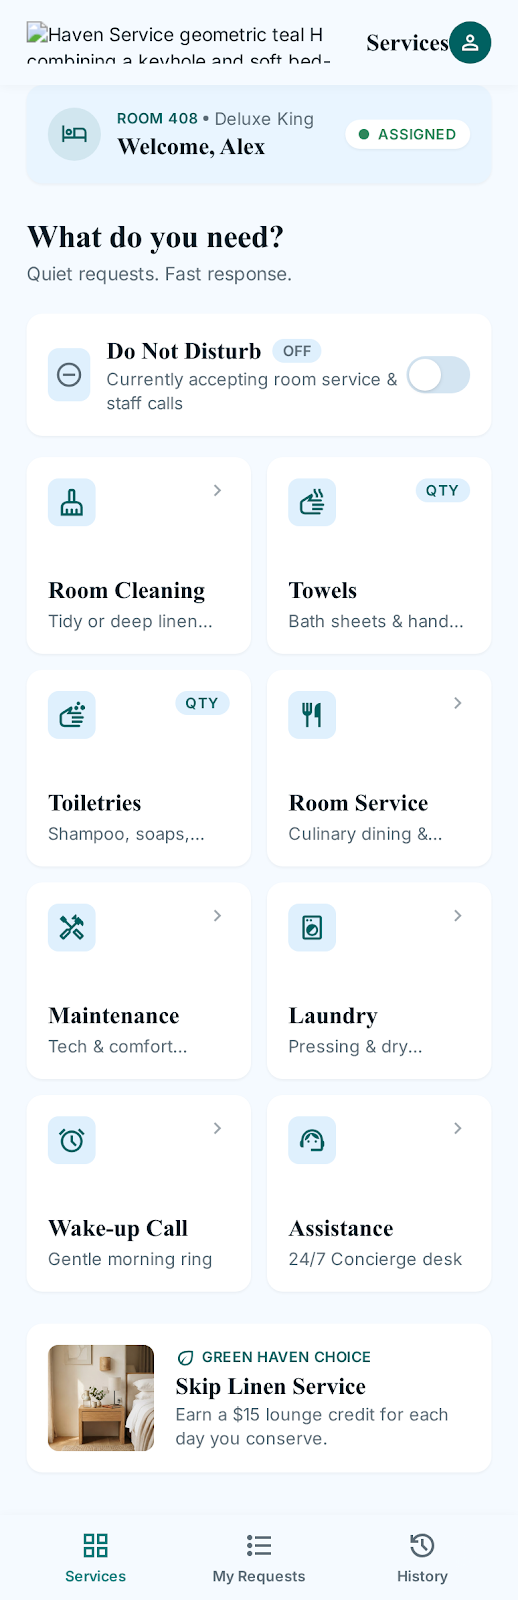 Haven Service geometric teal H
combining a keyhole and soft bed-
Services
ROOM 408 • Deluxe King
Welcome, Alex
ASSIGNED
What do you need?
Quiet requests. Fast response.
Do Not Disturb OFF
Currently accepting room service &
staff calls
Room Cleaning
Tidy or deep linen...
QTY
Towels
Bath sheets & hand...
QTY
Toiletries
Shampoo, soaps,...
Room Service
Culinary dining &...
Maintenance
Tech & comfort...
Laundry
Pressing & dry...
Wake-up Call
Gentle morning ring
Assistance
24/7 Concierge desk
GREEN HAVEN CHOICE
Skip Linen Service
Earn a $15 lounge credit for each
day you conserve.
Services
My Requests
History